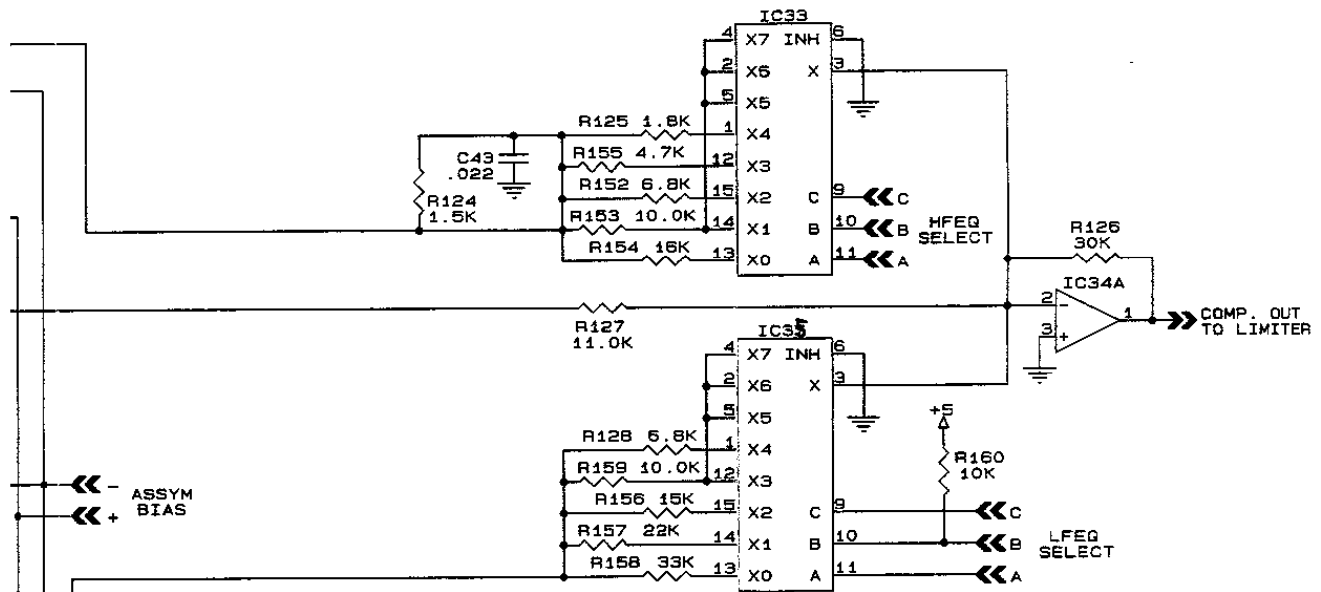 IC33
4 X7 INH 6
2 X6 X 3
5 X5
R125 1.8K 1 X4
C43
.022
R155 4.7K 12 X3
R124
1.5K
R152 6.8K 15 X2 C 9 C
R153 10.0K 14 X1 B 10 B
HFEQ
SELECT
R154 16K 13 X0 A 11 A
R126
30K
IC34A
2 -
3 +
1
COMP. OUT
TO LIMITER
R127
11.0K
IC35
4 X7 INH 6
2 X6 X 3
5 X5
+5
R160
10K
R128 6.8K 1 X4
R159 10.0K 12 X3
- ASSYM
+ BIAS
R156 15K 15 X2 C 9 C
R157 22K 14 X1 B 10 B
LFEQ
SELECT
R158 33K 13 X0 A 11 A